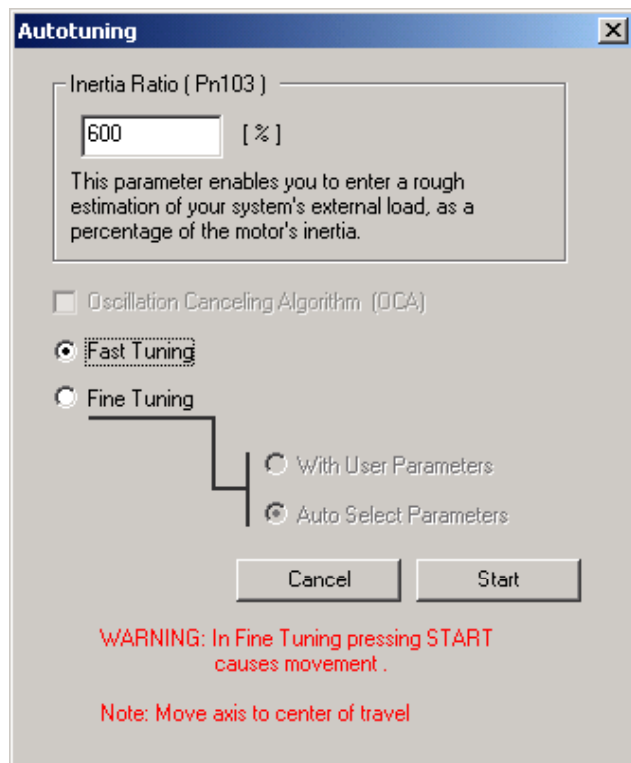 Autotuning
Inertia Ratio ( Pn103 )
600 [ % ]
This parameter enables you to enter a rough
estimation of your system's external load, as a
percentage of the motor's inertia.
Oscillation Canceling Algorithm (OCA)
Fast Tuning
Fine Tuning
With User Parameters
Auto Select Parameters
Cancel Start
WARNING: In Fine Tuning pressing START
causes movement .
Note: Move axis to center of travel